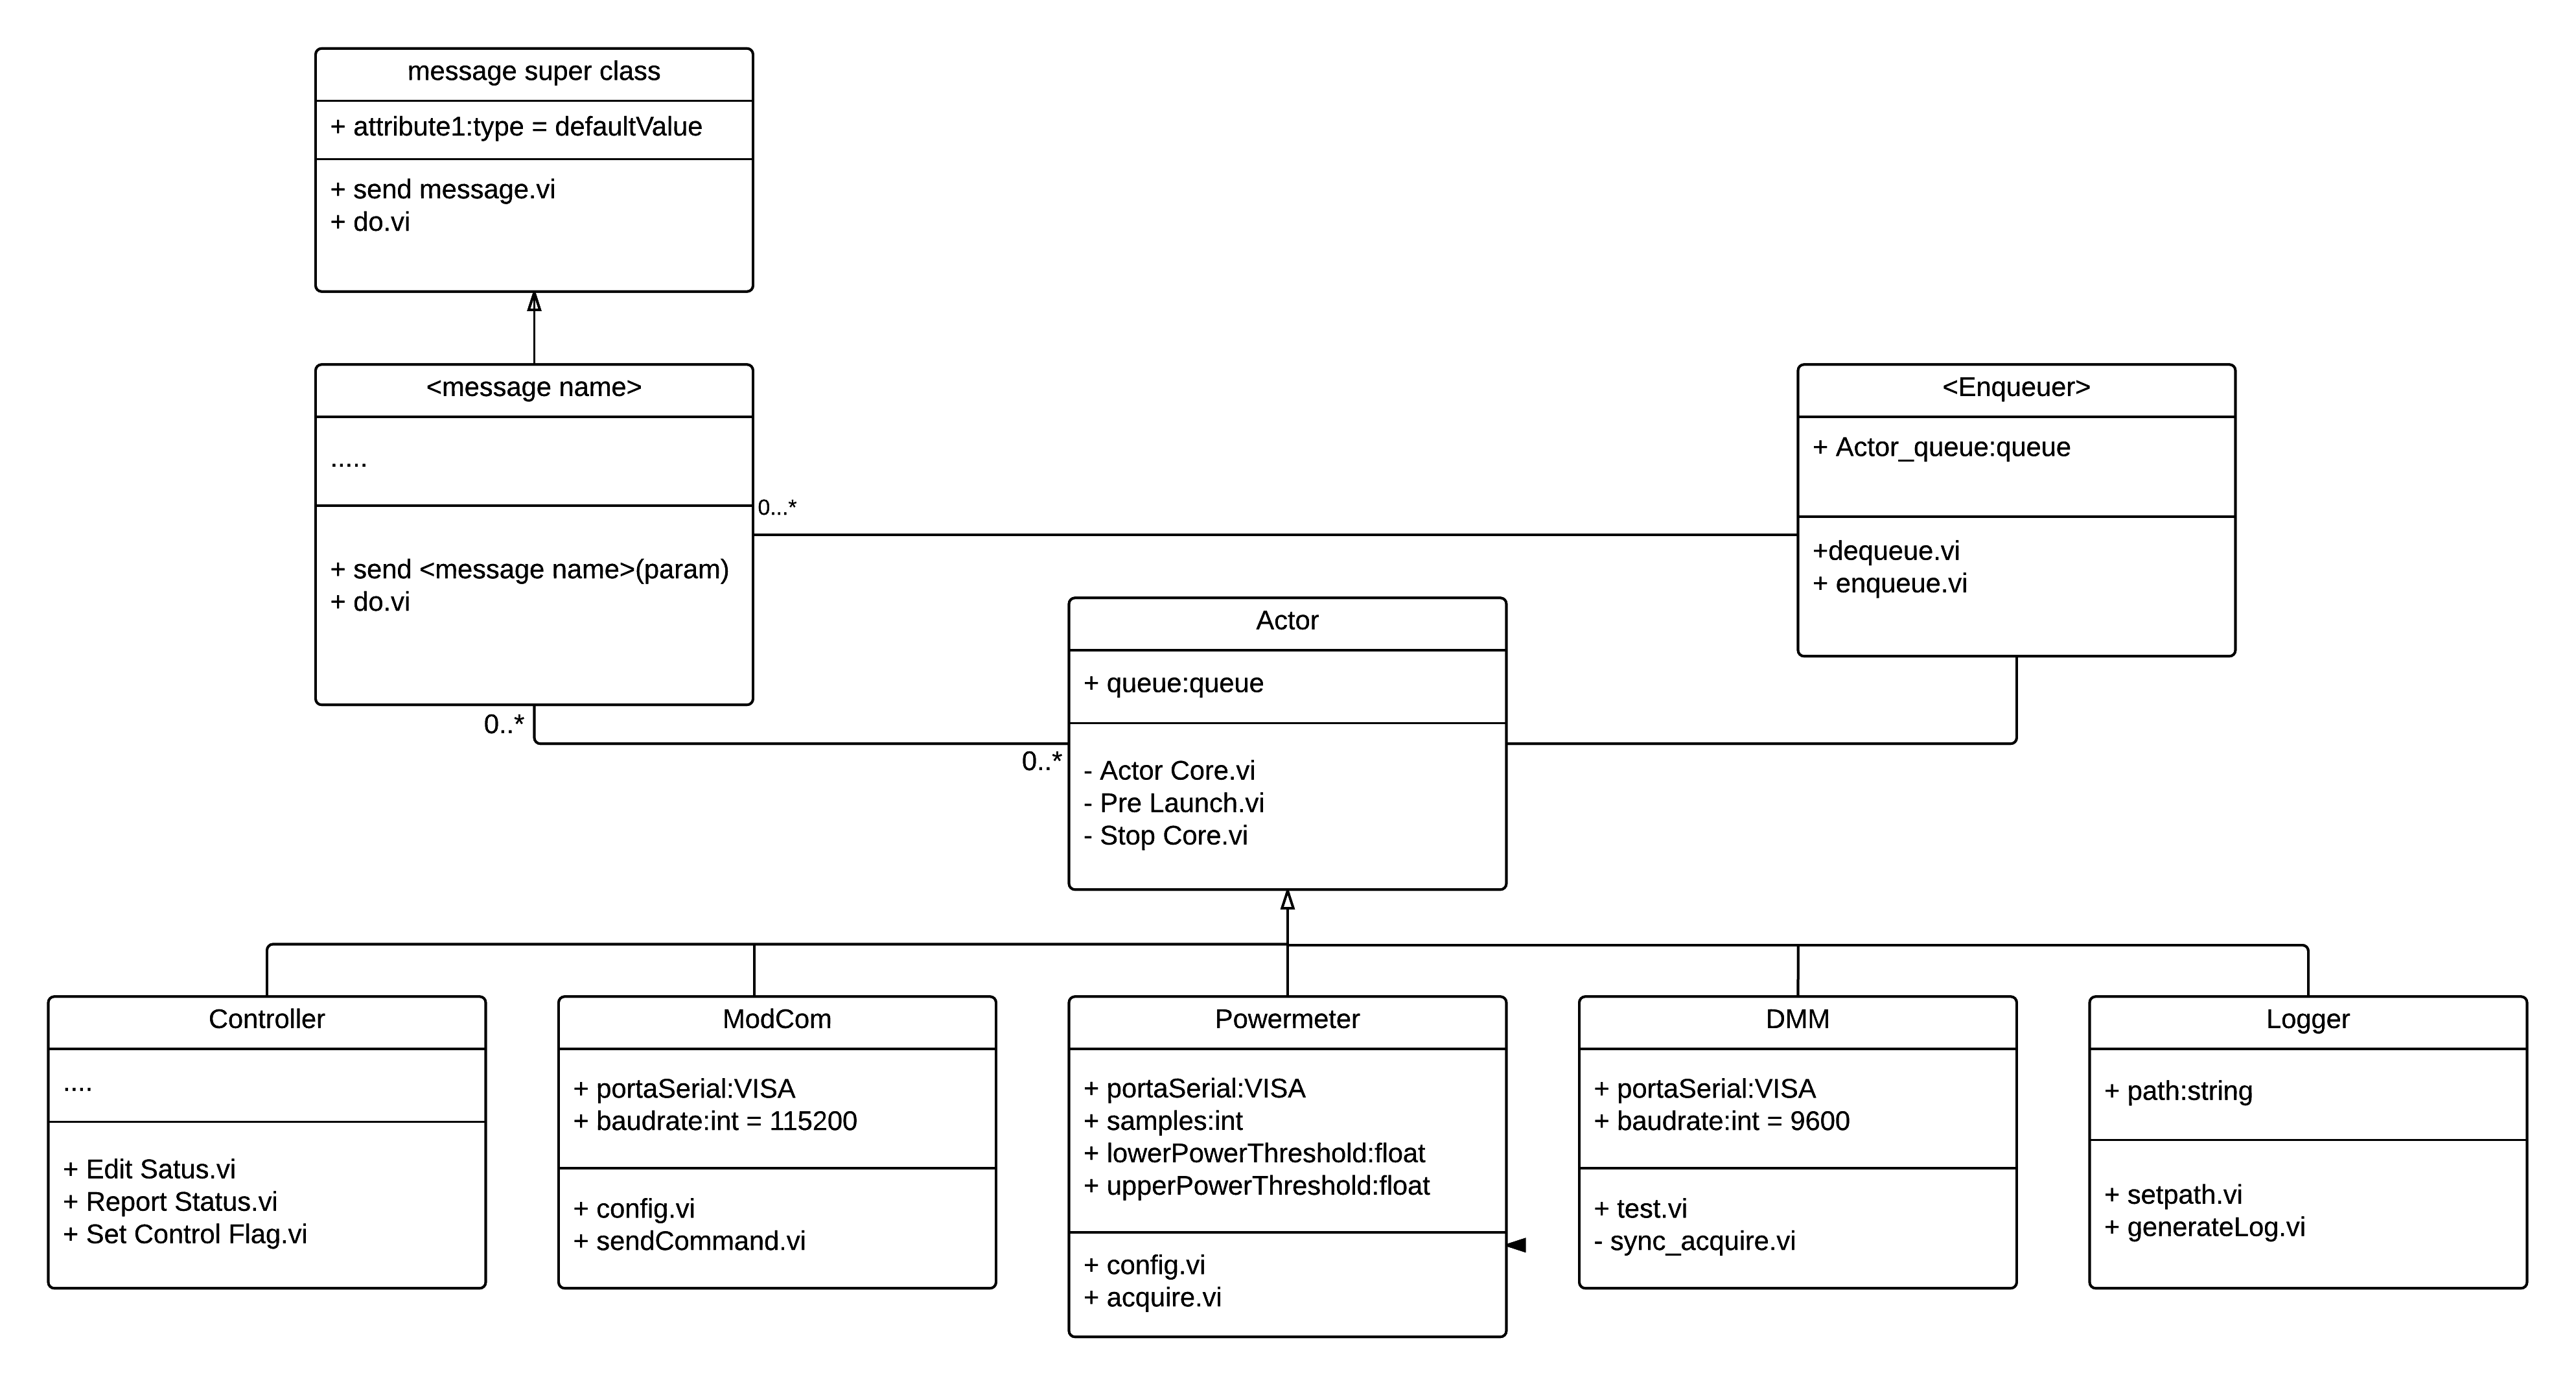 message super class
+ attribute1:type = defaultValue
+ send message.vi
+ do.vi
<message name>
.....
+ send <message name>(param)
+ do.vi
0...*
0..*
<Enqueuer>
+ Actor_queue:queue
+dequeue.vi
+ enqueue.vi
Actor
+ queue:queue
- Actor Core.vi
- Pre Launch.vi
- Stop Core.vi
0..*
Controller
....
+ Edit Satus.vi
+ Report Status.vi
+ Set Control Flag.vi
ModCom
+ portaSerial:VISA
+ baudrate:int = 115200
+ config.vi
+ sendCommand.vi
Powermeter
+ portaSerial:VISA
+ samples:int
+ lowerPowerThreshold:float
+ upperPowerThreshold:float
+ config.vi
+ acquire.vi
DMM
+ portaSerial:VISA
+ baudrate:int = 9600
+ test.vi
- sync_acquire.vi
Logger
+ path:string
+ setpath.vi
+ generateLog.vi